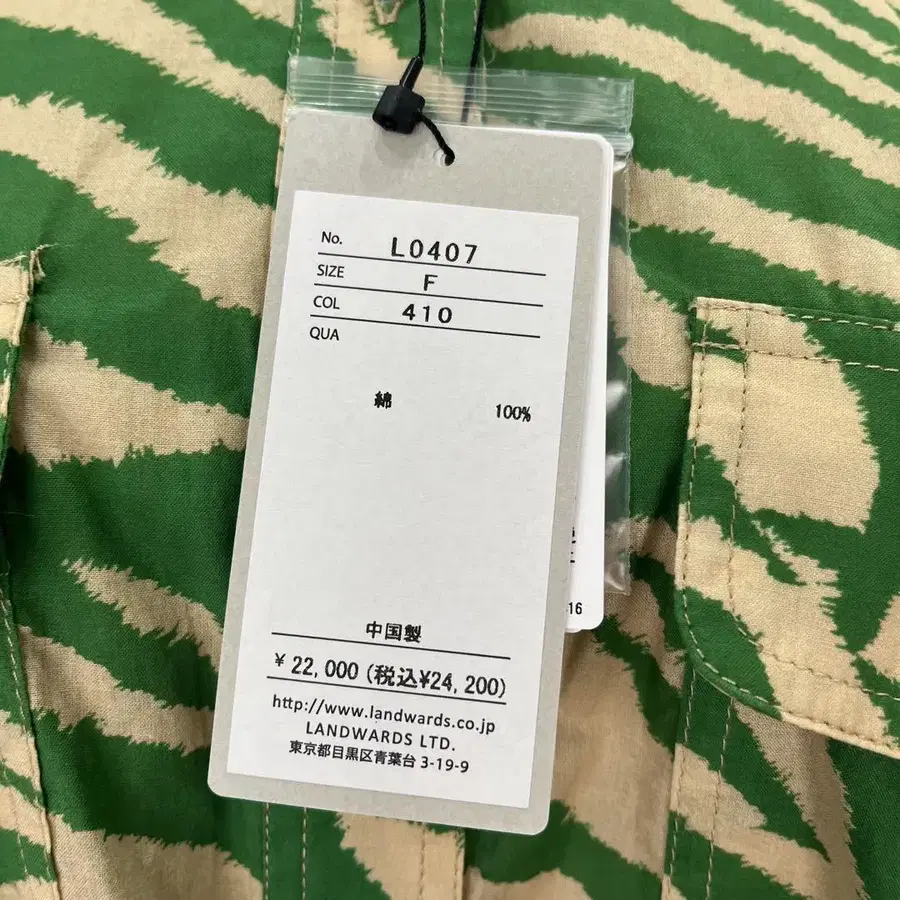 No. L0407
SIZE F
COL 410
QUA
綿 100%
中国製
¥ 22,000 (税込¥24,200)
http://www.landwards.co.jp
LANDWARDS LTD.
東京都目黒区青葉台 3-19-9
16